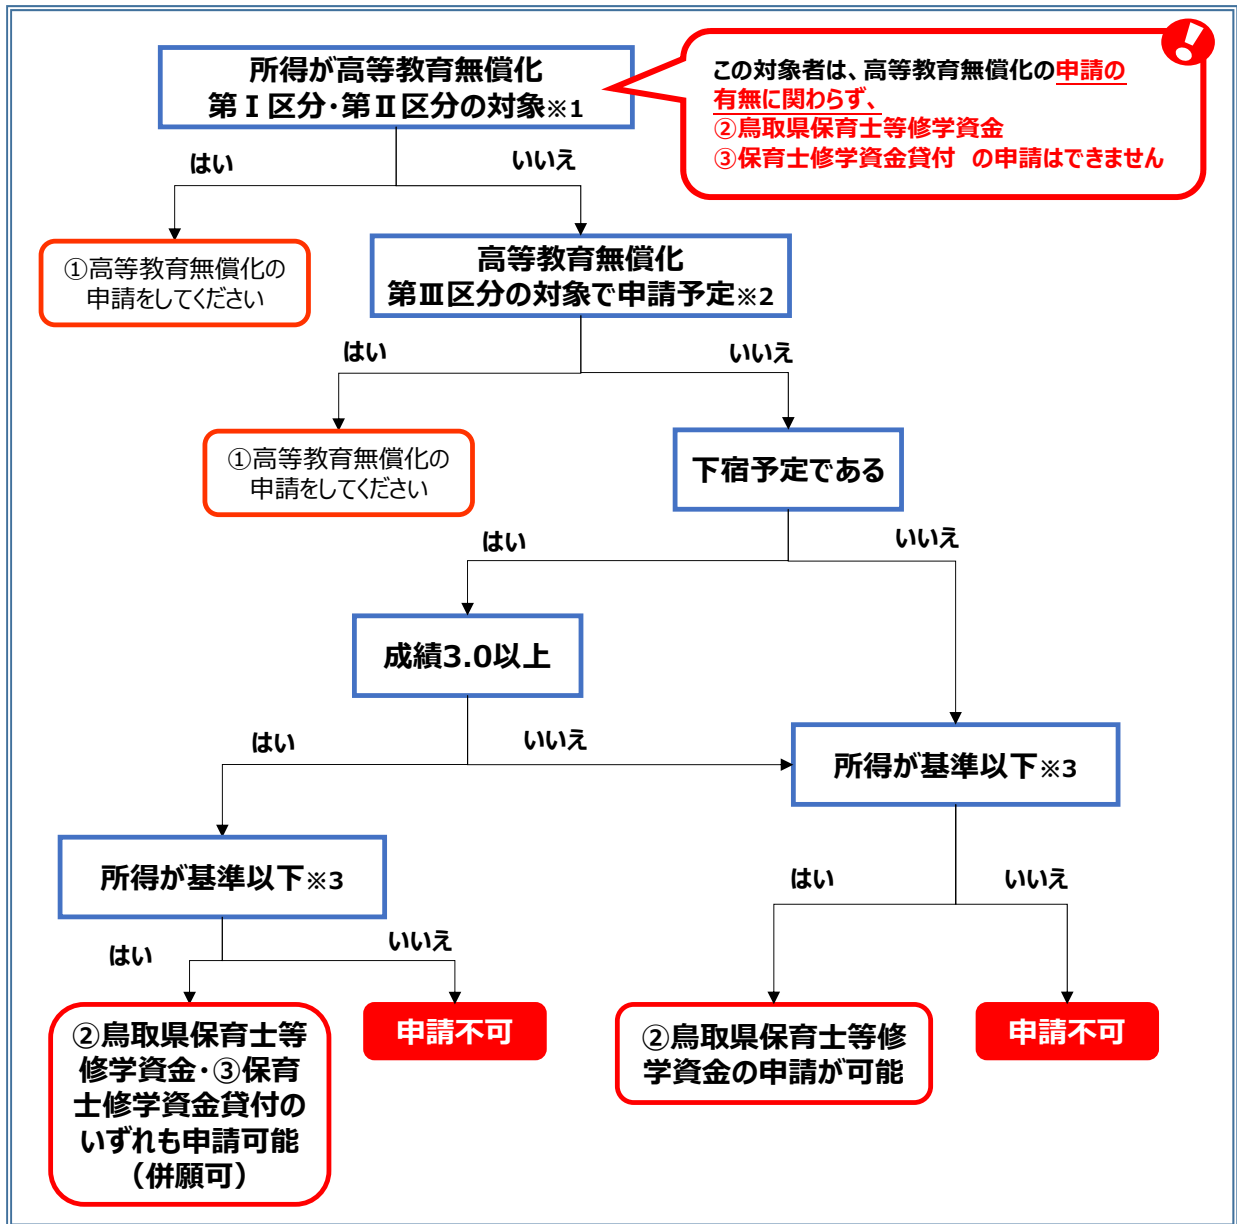 所得が高等教育無償化
第Ⅰ区分・第Ⅱ区分の対象※1
この対象者は、高等教育無償化の申請の
有無に関わらず、
②鳥取県保育士等修学資金
③保育士修学資金貸付　の申請はできません
はい
いいえ
①高等教育無償化の
申請をしてください
高等教育無償化
第Ⅲ区分の対象で申請予定※2
はい
いいえ
①高等教育無償化の
申請をしてください
下宿予定である
はい
いいえ
成績3.0以上
はい
いいえ
所得が基準以下※3
所得が基準以下※3
はい
いいえ
はい
いいえ
②鳥取県保育士等
修学資金・③保育
士修学資金貸付の
いずれも申請可能
（併願可）
申請不可
②鳥取県保育士等修
学資金の申請が可能
申請不可